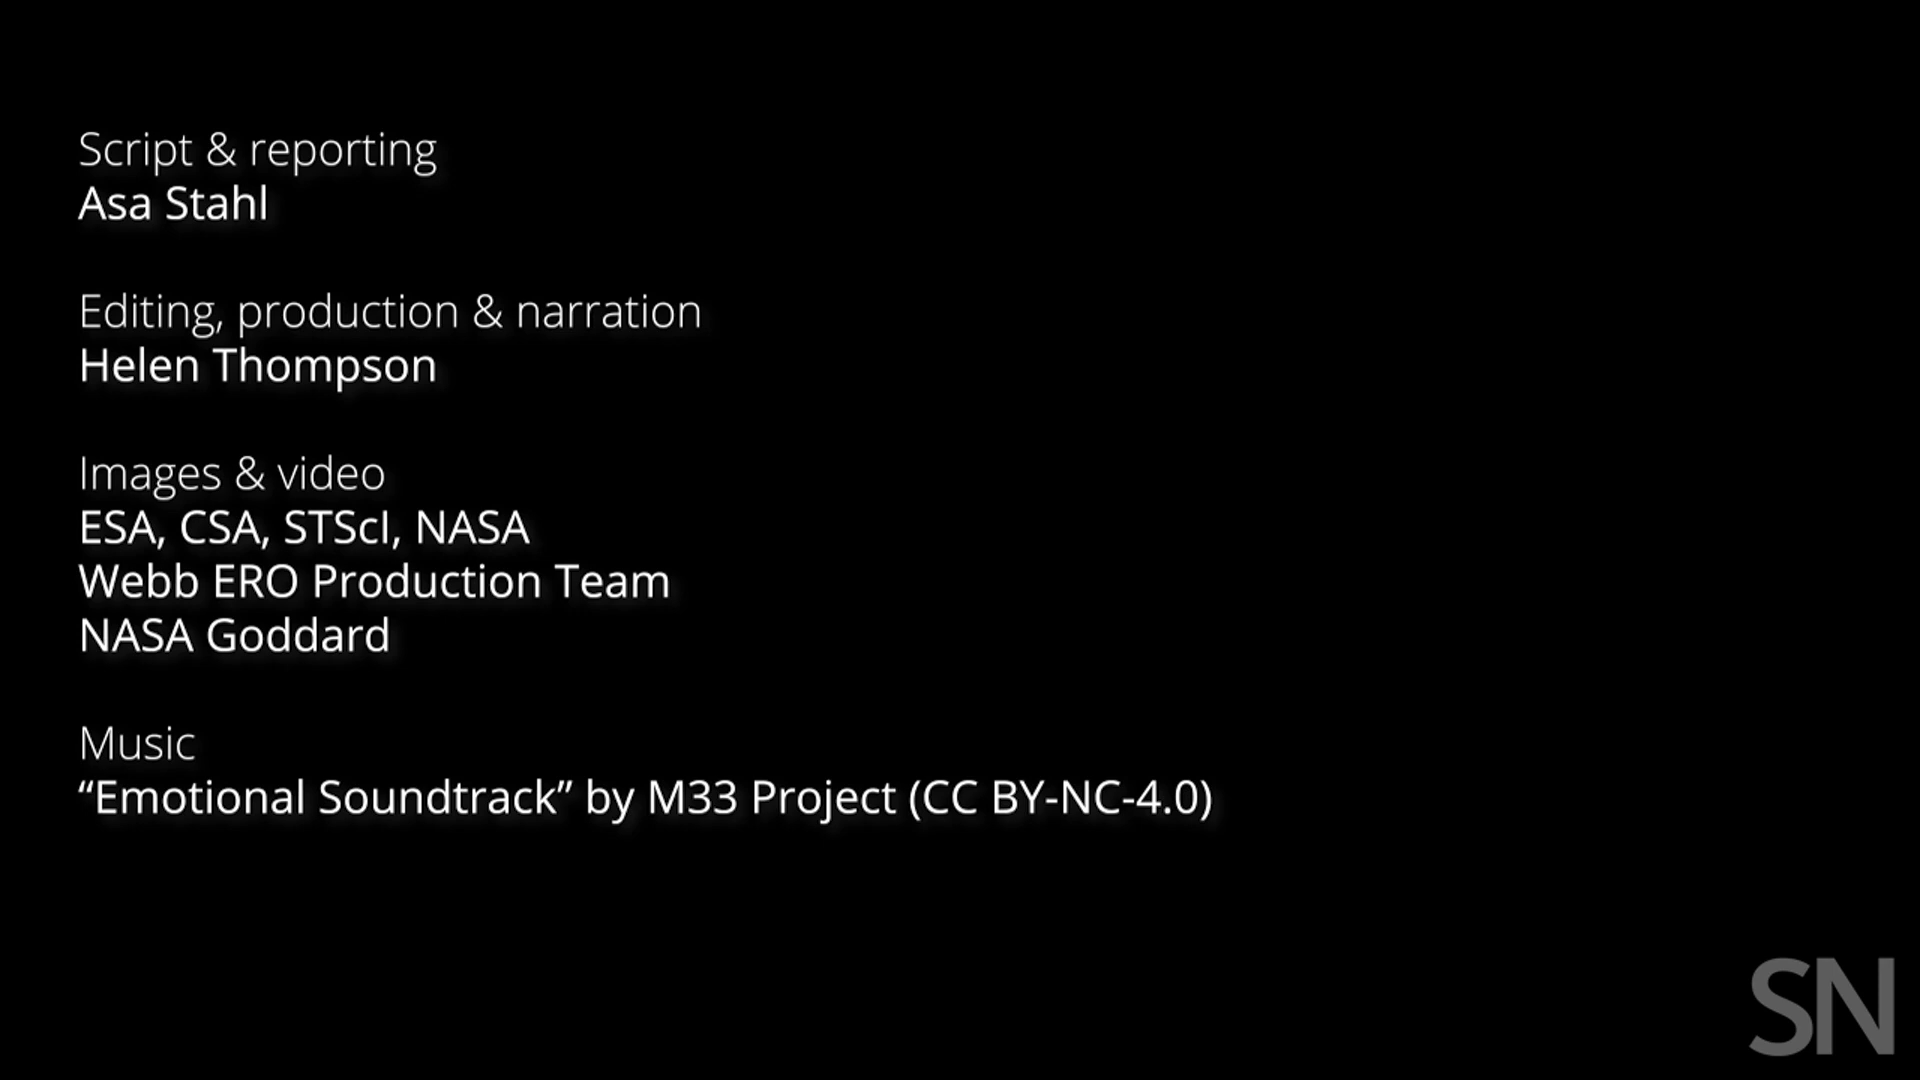 Script & reporting
Asa Stahl
Editing, production & narration
Helen Thompson
Images & video
ESA, CSA, STScI, NASA
Webb ERO Production Team
NASA Goddard
Music
“Emotional Soundtrack” by M33 Project (CC BY-NC-4.0)
SN